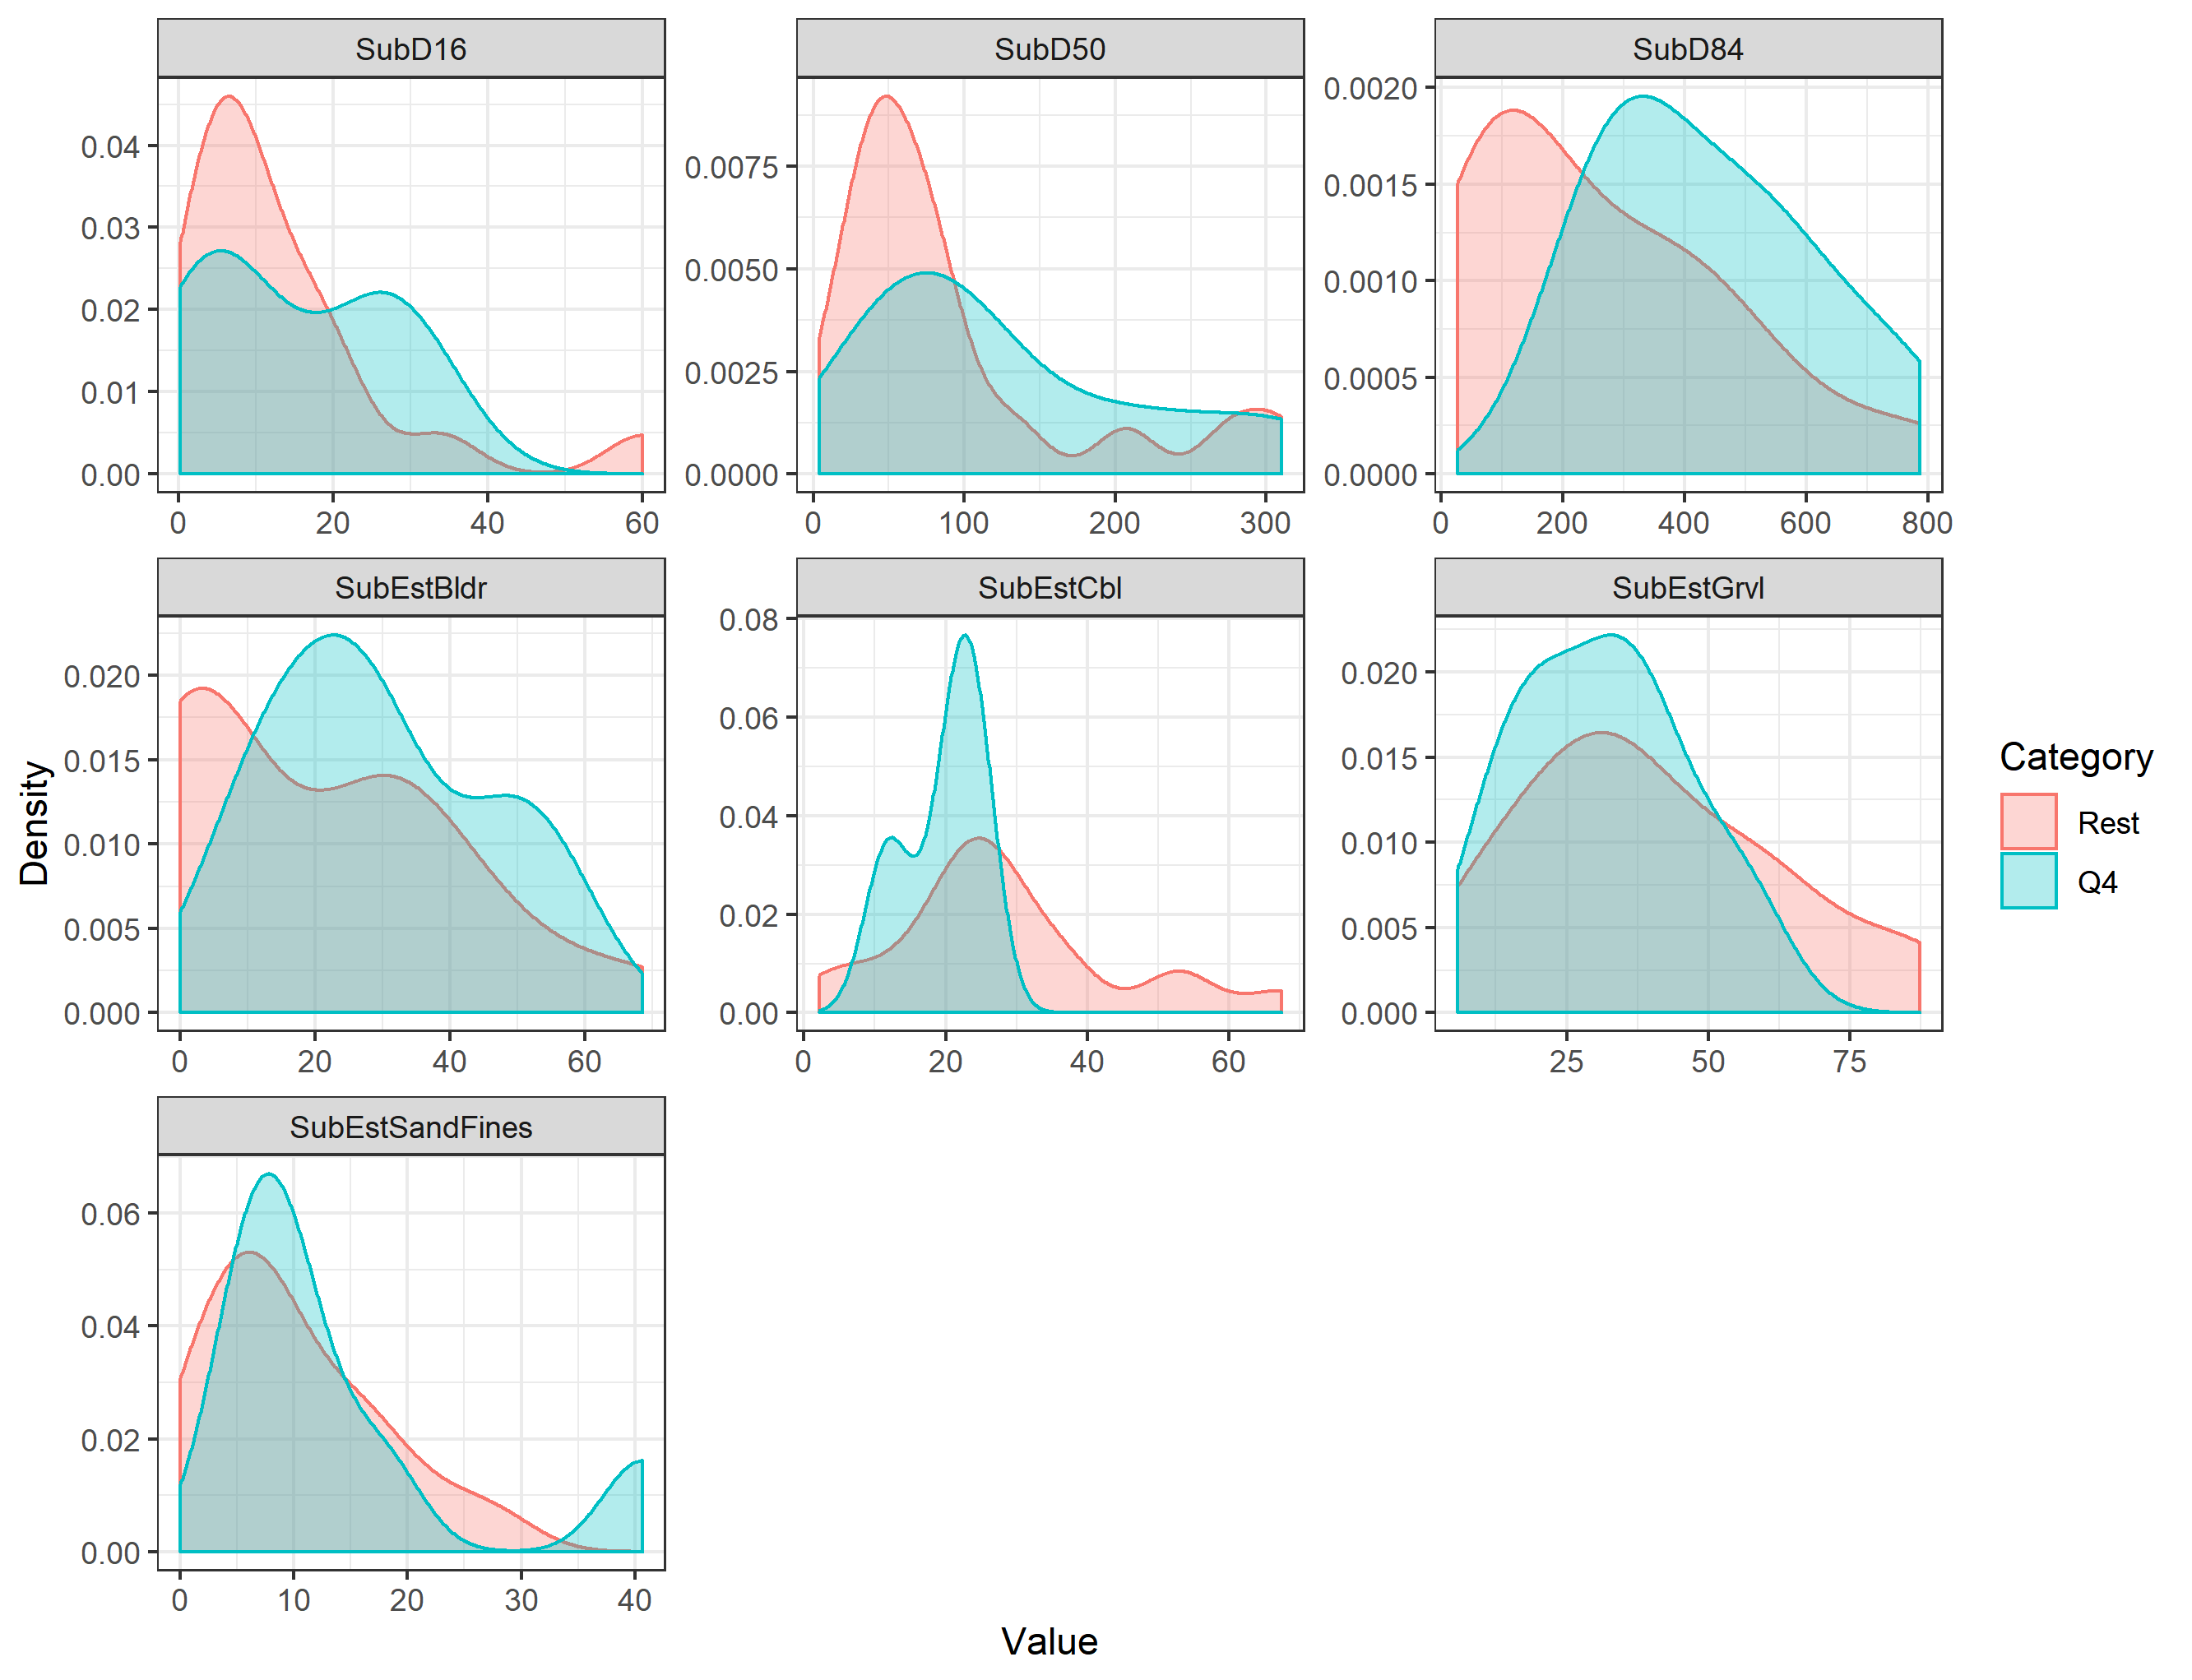 SubD16
SubD50
SubD84
0.04
0.03
0.02
0.01
0.00
0.0075
0.0050
0.0025
0.0000
0.0020
0.0015
0.0010
0.0005
0.0000
0 20 40 60
0 100 200 300
0 200 400 600 800
SubEstBldr
SubEstCbl
SubEstGrvl
0.020
0.015
0.010
0.005
0.000
0.08
0.06
0.04
0.02
0.00
0.020
0.015
0.010
0.005
0.000
0 20 40 60
0 20 40 60
25 50 75
SubEstSandFines
0.06
0.04
0.02
0.00
0 10 20 30 40
Density
Value
Category
Rest
Q4